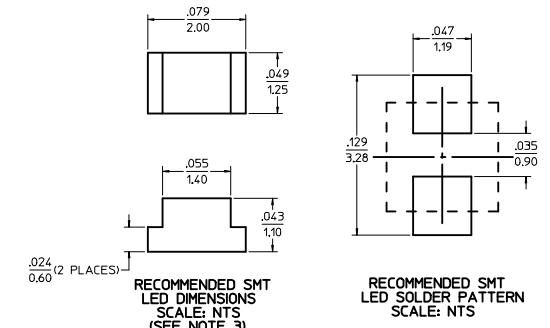 .079
2.00
.049
1.25
.055
1.40
.043
1.10
.024
0.60 (2 PLACES)
RECOMMENDED SMT
LED DIMENSIONS
SCALE: NTS
(SEE NOTE 3)
.047
1.19
.129
3.28
.035
0.90
RECOMMENDED SMT
LED SOLDER PATTERN
SCALE: NTS